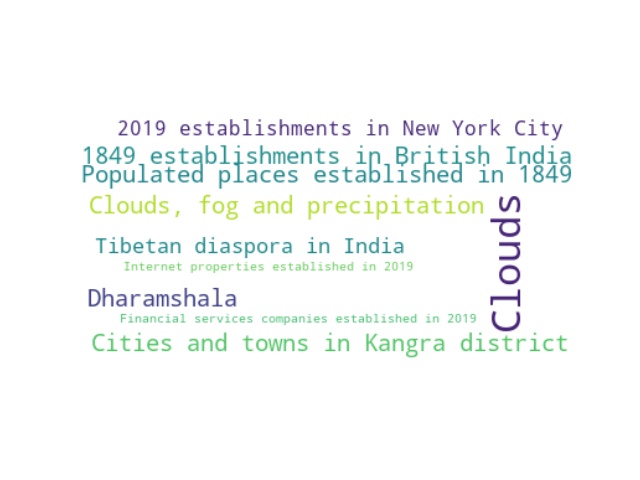 2019 establishments in New York City
1849 establishments in British India
Populated places established in 1849
Clouds, fog and precipitation
Clouds
Tibetan diaspora in India
Internet properties established in 2019
Dharamshala
Financial services companies established in 2019
Cities and towns in Kangra district